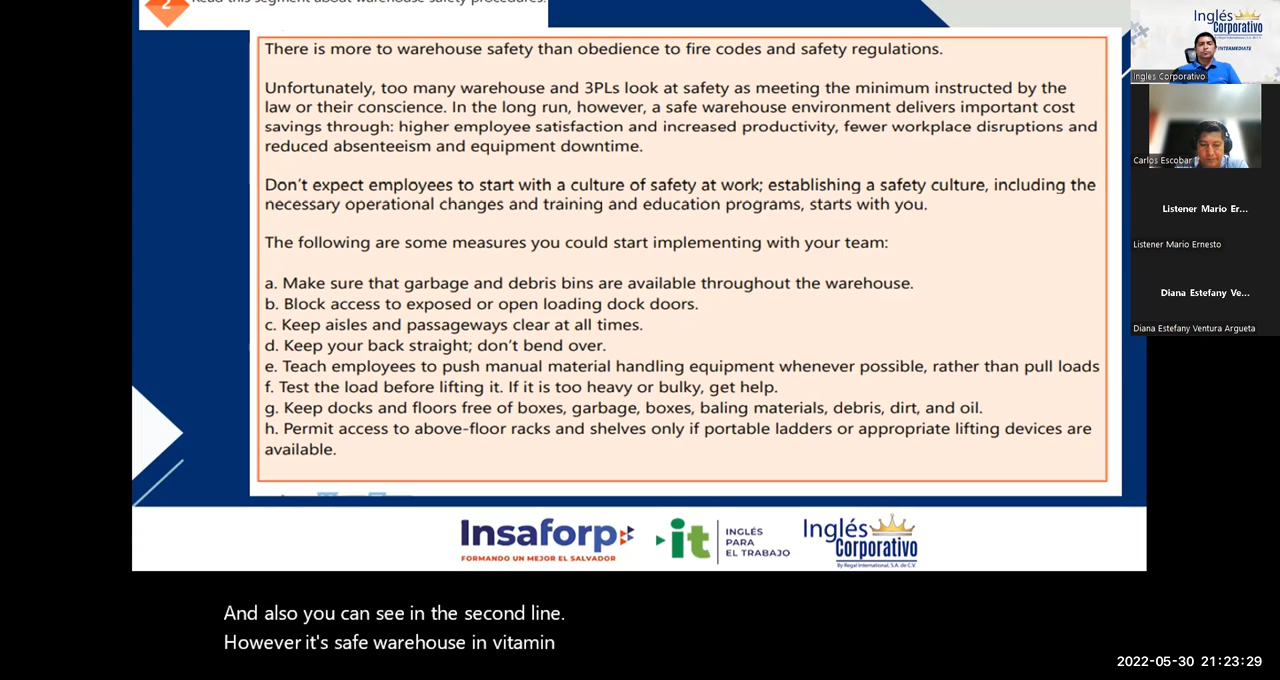 2
Read this segment about warehouse safety procedures.
There is more to warehouse safety than obedience to fire codes and safety regulations.
Unfortunately, too many warehouse and 3PLs look at safety as meeting the minimum instructed by the
law or their conscience. In the long run, however, a safe warehouse environment delivers important cost
savings through: higher employee satisfaction and increased productivity, fewer workplace disruptions and
reduced absenteeism and equipment downtime.
Don’t expect employees to start with a culture of safety at work; establishing a safety culture, including the
necessary operational changes and training and education programs, starts with you.
The following are some measures you could start implementing with your team:
a. Make sure that garbage and debris bins are available throughout the warehouse.
b. Block access to exposed or open loading dock doors.
c. Keep aisles and passageways clear at all times.
d. Keep your back straight; don’t bend over.
e. Teach employees to push manual material handling equipment whenever possible, rather than pull loads
f. Test the load before lifting it. If it is too heavy or bulky, get help.
g. Keep docks and floors free of boxes, garbage, boxes, baling materials, debris, dirt, and oil.
h. Permit access to above-floor racks and shelves only if portable ladders or appropriate lifting devices are
available.
Insaforp
FORMANDO UN MEJOR EL SALVADOR
it
INGLÉS
PARA
EL TRABAJO
Inglés
Corporativo
By Regal International, S.A. de C.V.
Inglés
Corporativo
By Regal International, S.A. de C.V.
INTERMEDIATE
Ingles Corporativo
Carlos Escobar
Listener Mario Er...
Listener Mario Ernesto
Diana Estefany Ve...
Diana Estefany Ventura Argueta
And also you can see in the second line.
However it's safe warehouse in vitamin
2022-05-30 21:23:29